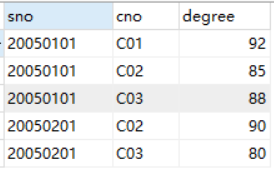 sno cno degree
20050101 C01 92
20050101 C02 85
20050101 C03 88
20050201 C02 90
20050201 C03 80